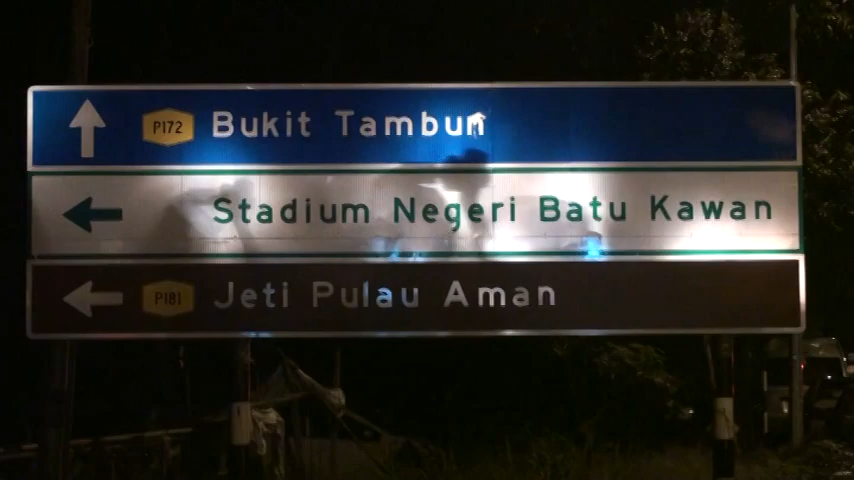 P172 Bukit Tambun
Stadium Negeri Batu Kawan
P181 Jeti Pulau Aman